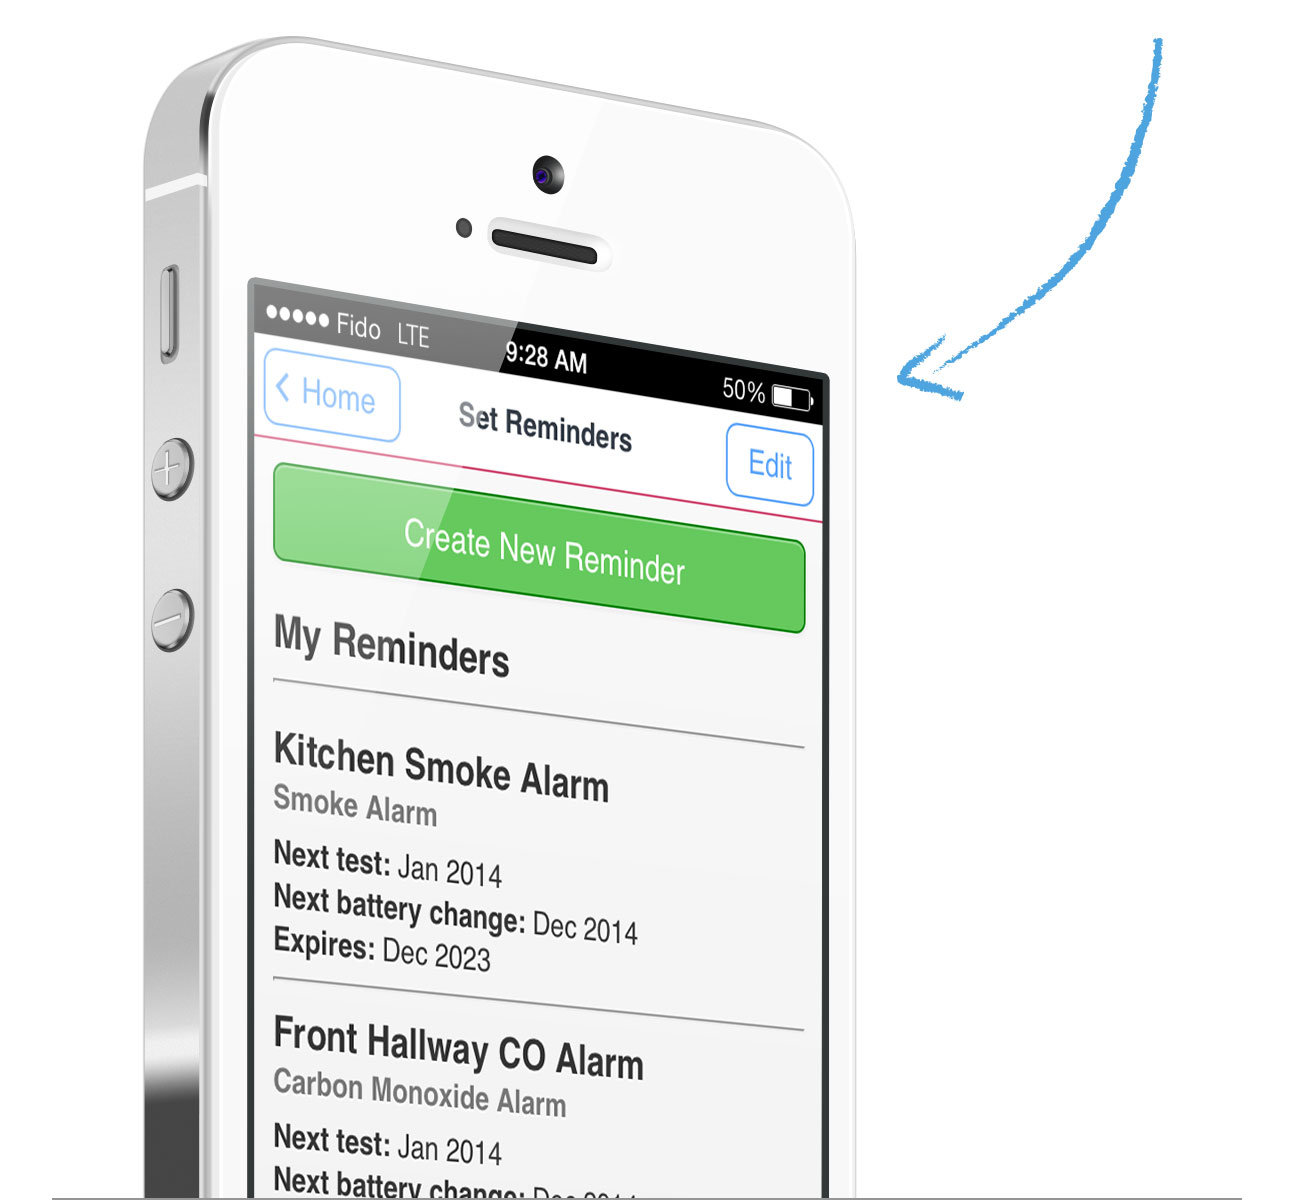 Fido LTE 9:28 AM 50%
Home Set Reminders Edit
Create New Reminder
My Reminders
Kitchen Smoke Alarm
Smoke Alarm
Next test: Jan 2014
Next battery change: Dec 2014
Expires: Dec 2023
Front Hallway CO Alarm
Carbon Monoxide Alarm
Next test: Jan 2014
Next battery change: Dec 2014